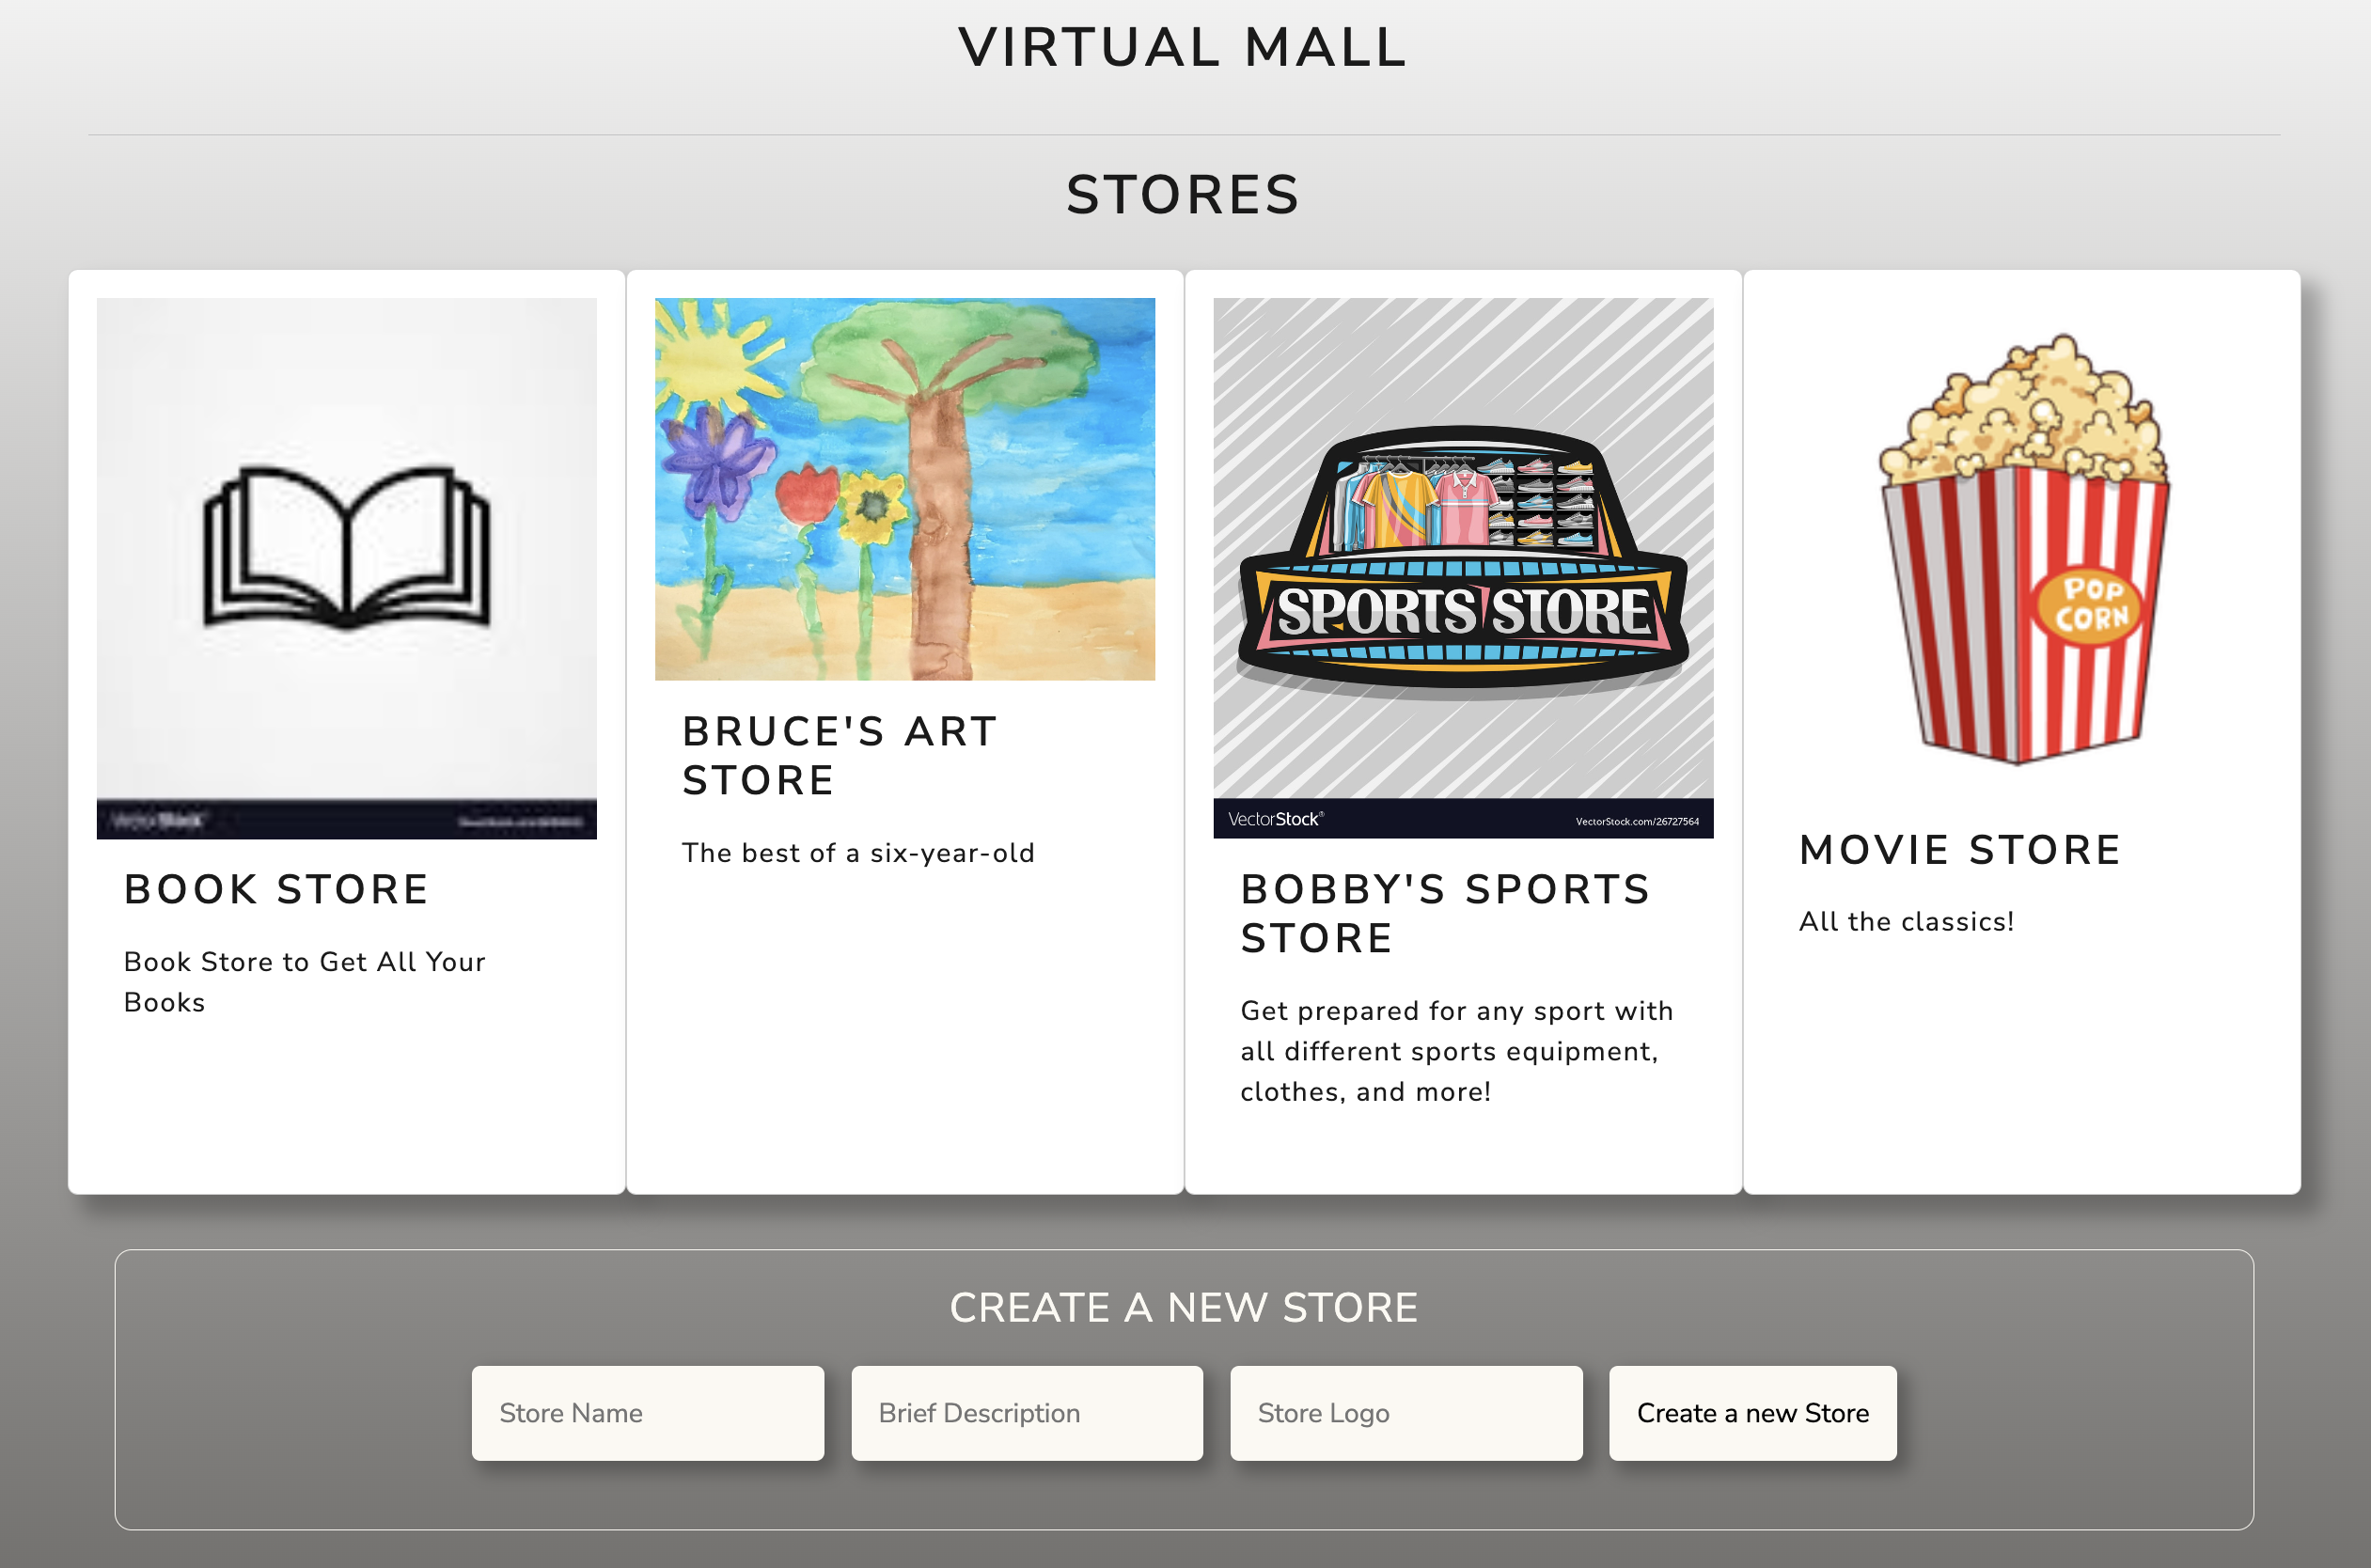 VIRTUAL MALL
STORES
VectorStock
BOOK STORE
Book Store to Get All Your
Books
BRUCE'S ART
STORE
The best of a six-year-old
SPORTS STORE
VectorStock®
VectorStock.com/26727564
BOBBY'S SPORTS
STORE
Get prepared for any sport with
all different sports equipment,
clothes, and more!
POP
CORN
MOVIE STORE
All the classics!
CREATE A NEW STORE
Store Name
Brief Description
Store Logo
Create a new Store